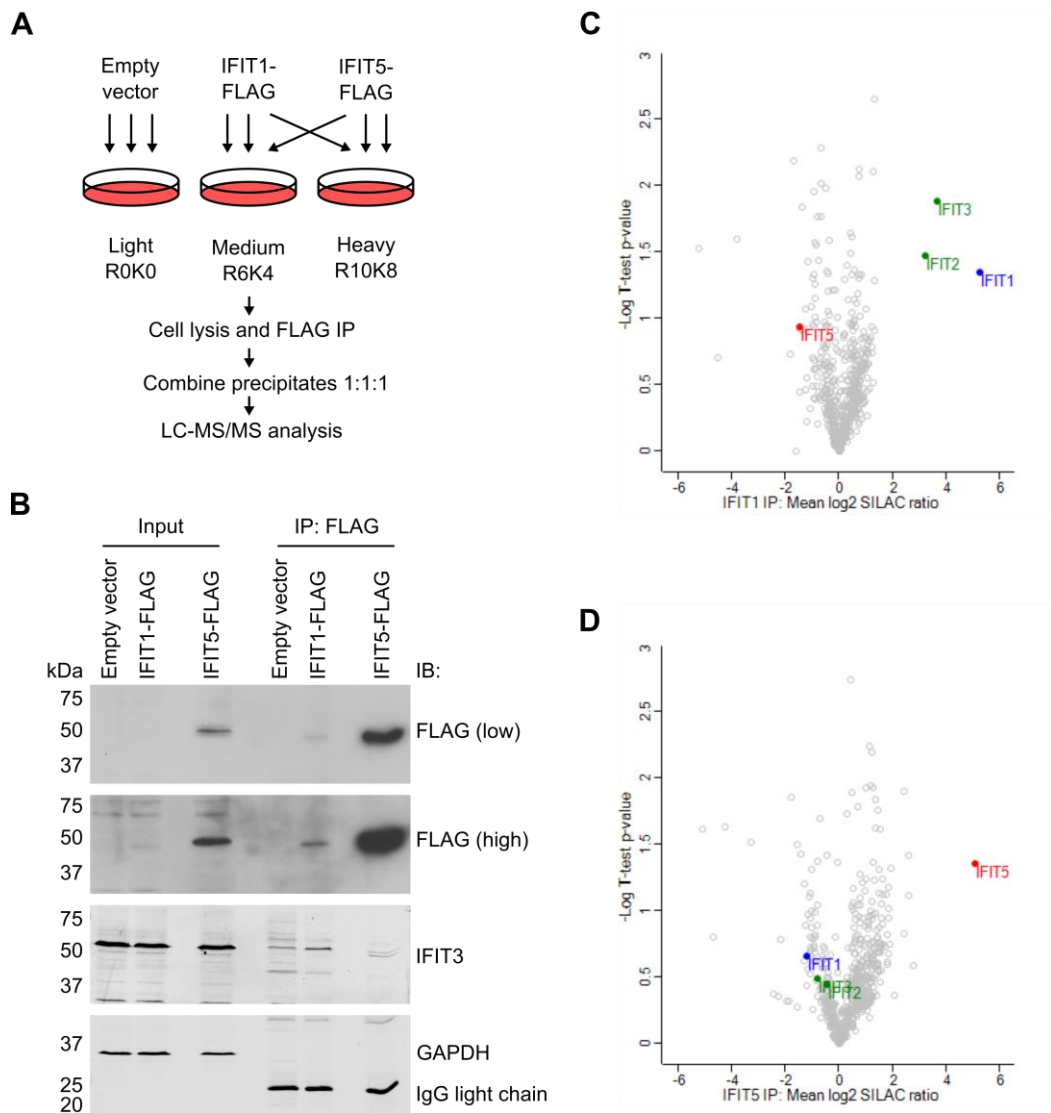 A
Empty vector
IFIT1-FLAG
IFIT5-FLAG
Light
R0K0
Medium
R6K4
Heavy
R10K8
Cell lysis and FLAG IP
Combine precipitates 1:1:1
LC-MS/MS analysis
B
Input
IP: FLAG
Empty vector
IFIT1-FLAG
IFIT5-FLAG
Empty vector
IFIT1-FLAG
IFIT5-FLAG
kDa
IB:
75
50
37
FLAG (low)
75
50
37
FLAG (high)
75
50
37
IFIT3
37
25
20
GAPDH
IgG light chain
C
-Log T-test p-value
3
2.5
2
1.5
1
0.5
0
IFIT3
IFIT2
IFIT1
IFIT5
-6 -4 -2 0 2 4 6
IFIT1 IP: Mean log2 SILAC ratio
D
-Log T-test p-value
3
2.5
2
1.5
1
0.5
0
IFIT5
IFIT1
IFIT3
IFIT2
-6 -4 -2 0 2 4 6
IFIT5 IP: Mean log2 SILAC ratio